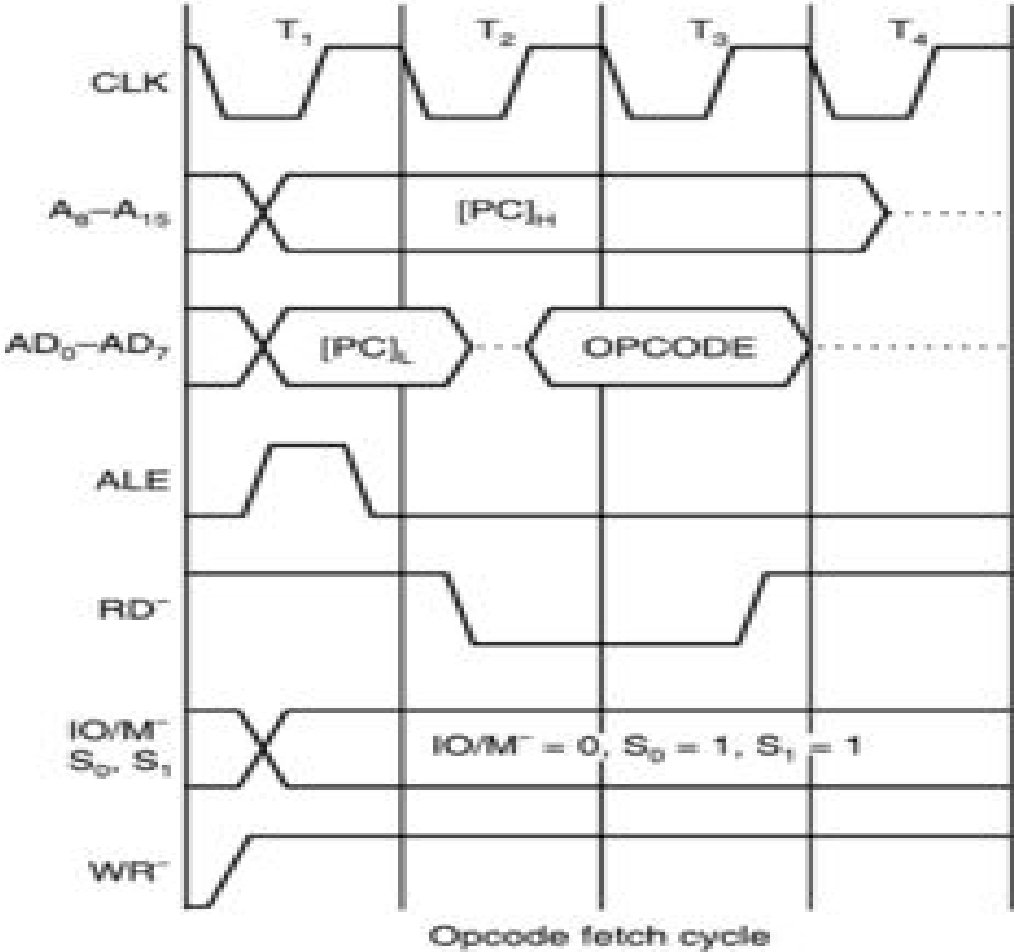 T₁ T₂ T₃ T₄
CLK
A₈–A₁₅ [PC]H
AD₀–AD₇ [PC]L OPCODE
ALE
RD‾
IO/M‾ IO/M‾ = 0, S₀ = 1, S₁ = 1
S₀, S₁
WR‾
Opcode fetch cycle